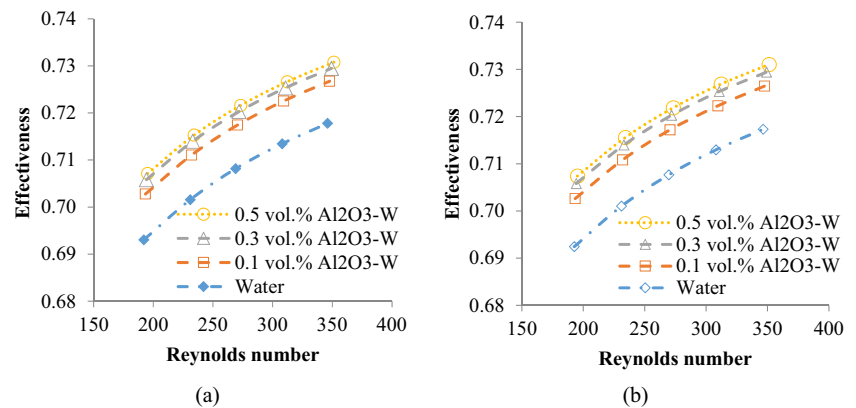 0.74
0.73
0.72
0.71
0.70
0.69
0.68
Effectiveness
0.5 vol.% Al2O3-W
0.3 vol.% Al2O3-W
0.1 vol.% Al2O3-W
Water
150 200 250 300 350 400
Reynolds number
(a)
0.74
0.73
0.72
0.71
0.70
0.69
0.68
Effectiveness
0.5 vol.% Al2O3-W
0.3 vol.% Al2O3-W
0.1 vol.% Al2O3-W
Water
150 200 250 300 350 400
Reynolds number
(b)